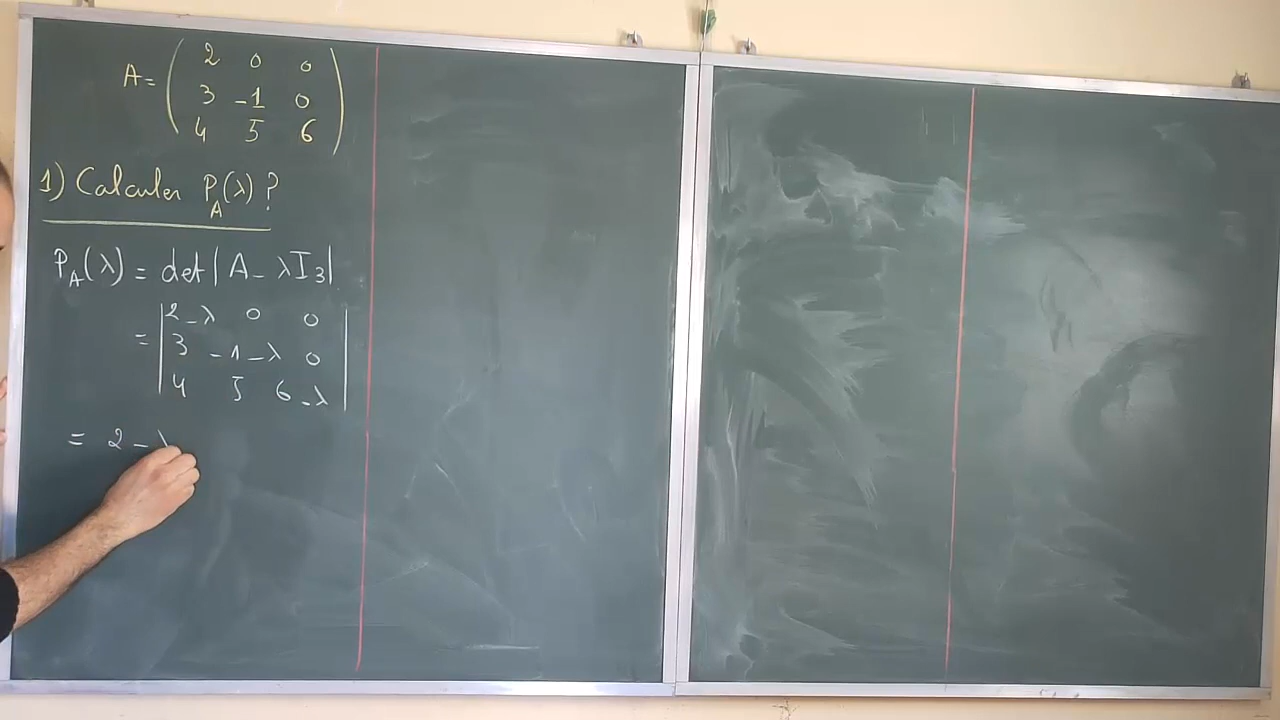 A = ( 2 0 0
3 -1 0
4 5 6 )
1) Calculer P_A(λ) ?
P_A(λ) = det | A - λI_3 |
= | 2-λ 0 0
3 -1-λ 0
4 5 6-λ |
= 2 - λ